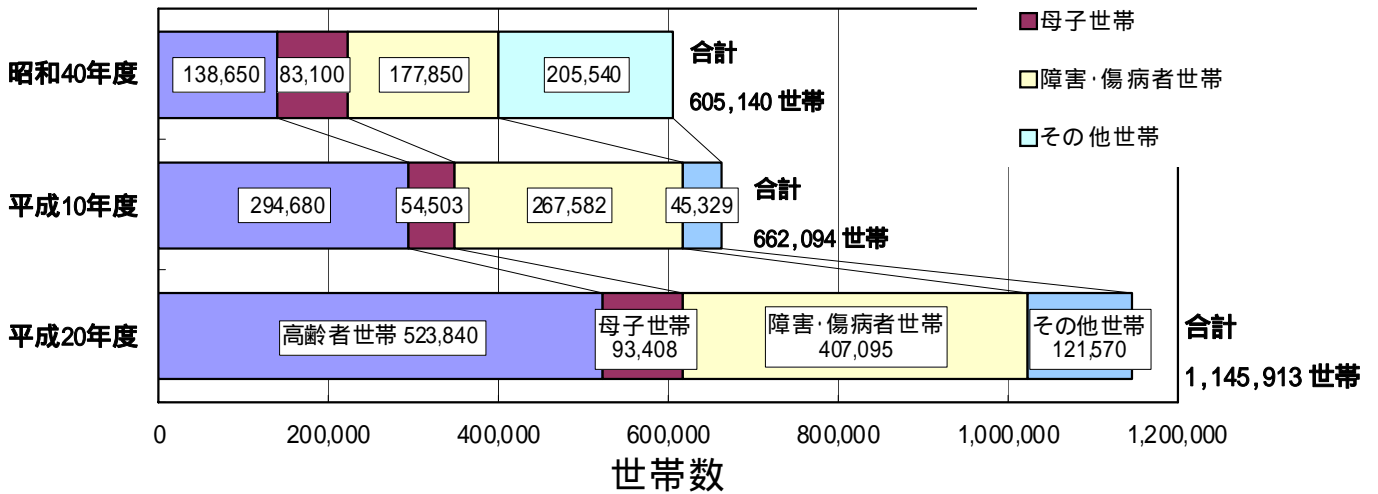 母子世帯
障害・傷病者世帯
その他世帯
昭和40年度
138,650
83,100
177,850
205,540
合計
605,140 世帯
平成10年度
294,680
54,503
267,582
45,329
合計
662,094 世帯
平成20年度
高齢者世帯 523,840
母子世帯
93,408
障害・傷病者世帯
407,095
その他世帯
121,570
合計
1,145,913 世帯
0
200,000
400,000
600,000
800,000
1,000,000
1,200,000
世帯数